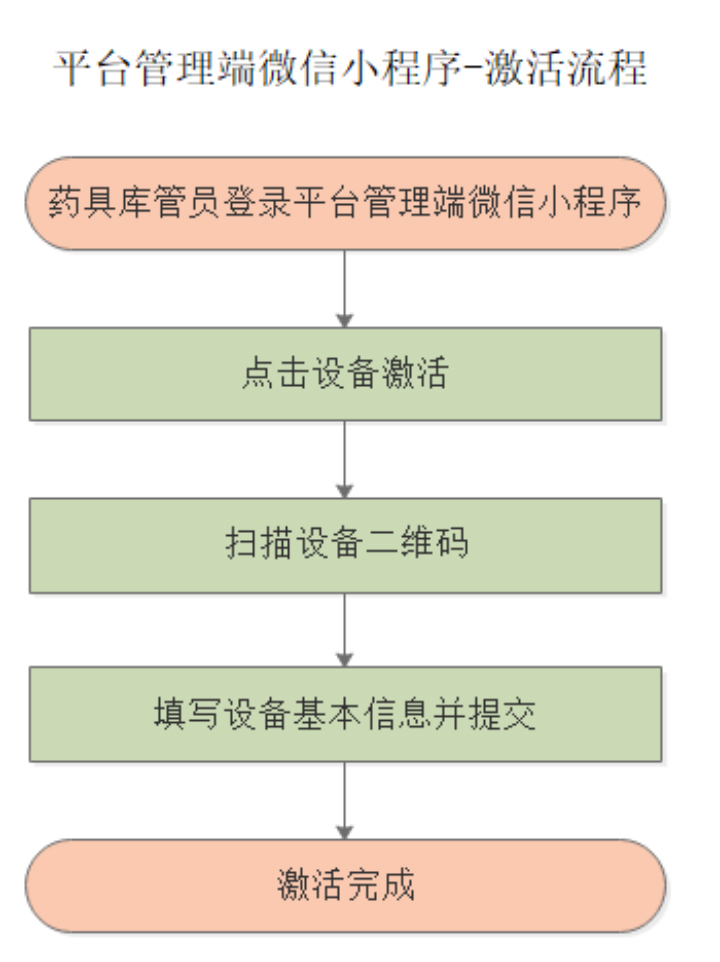 平台管理端微信小程序-激活流程
药具库管员登录平台管理端微信小程序
点击设备激活
扫描设备二维码
填写设备基本信息并提交
激活完成